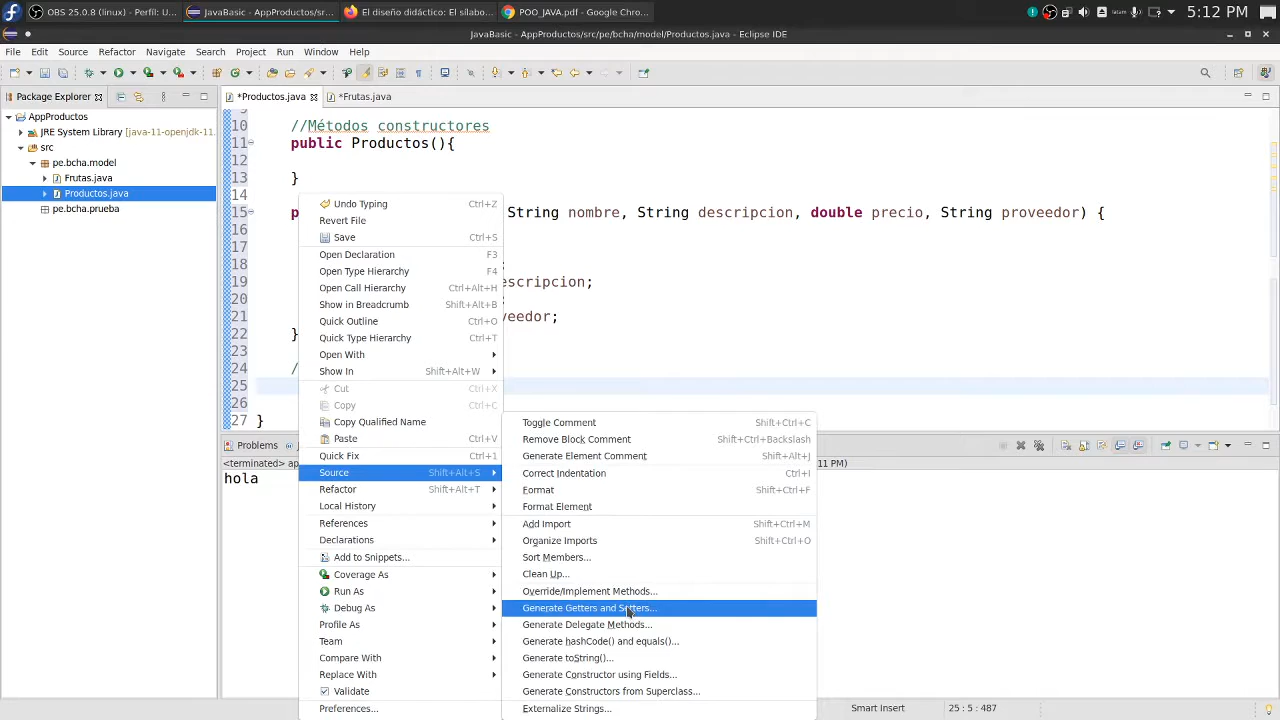 OBS 25.0.8 (linux) - Perfil: U...
JavaBasic - AppProductos/sr...
El diseño didáctico: El sílabo...
POO_JAVA.pdf - Google Chro...
latam
5:12 PM
JavaBasic - AppProductos/src/pe/bcha/model/Productos.java - Eclipse IDE
File Edit Source Refactor Navigate Search Project Run Window Help
Package Explorer
*Productos.java
*Frutas.java
AppProductos
JRE System Library [java-11-openjdk-11.
src
pe.bcha.model
Frutas.java
Productos.java
pe.bcha.prueba
10 //Métodos constructores
11 public Productos(){
12
13 }
14
15 String nombre, String descripcion, double precio, String proveedor) {
16
17
18 ;
19 escripcion;
20
21 veedor;
22 }
23
24 /
25
26
27 }
Undo Typing Ctrl+Z
Revert File
Save Ctrl+S
Open Declaration F3
Open Type Hierarchy F4
Open Call Hierarchy Ctrl+Alt+H
Show in Breadcrumb Shift+Alt+B
Quick Outline Ctrl+O
Quick Type Hierarchy Ctrl+T
Open With
Show In Shift+Alt+W
Cut Ctrl+X
Copy Ctrl+C
Copy Qualified Name
Paste Ctrl+V
Quick Fix Ctrl+1
Source Shift+Alt+S
Refactor Shift+Alt+T
Local History
References
Declarations
Add to Snippets...
Coverage As
Run As
Debug As
Profile As
Team
Compare With
Replace With
Validate
Preferences...
Toggle Comment Shift+Ctrl+C
Remove Block Comment Shift+Ctrl+Backslash
Generate Element Comment Shift+Alt+J
Correct Indentation Ctrl+I
Format Shift+Ctrl+F
Format Element
Add Import Shift+Ctrl+M
Organize Imports Shift+Ctrl+O
Sort Members...
Clean Up...
Override/Implement Methods...
Generate Getters and Setters...
Generate Delegate Methods...
Generate hashCode() and equals()...
Generate toString()...
Generate Constructor using Fields...
Generate Constructors from Superclass...
Externalize Strings...
Problems
<terminated> ap
11 PM)
hola
Smart Insert
25 : 5 : 487